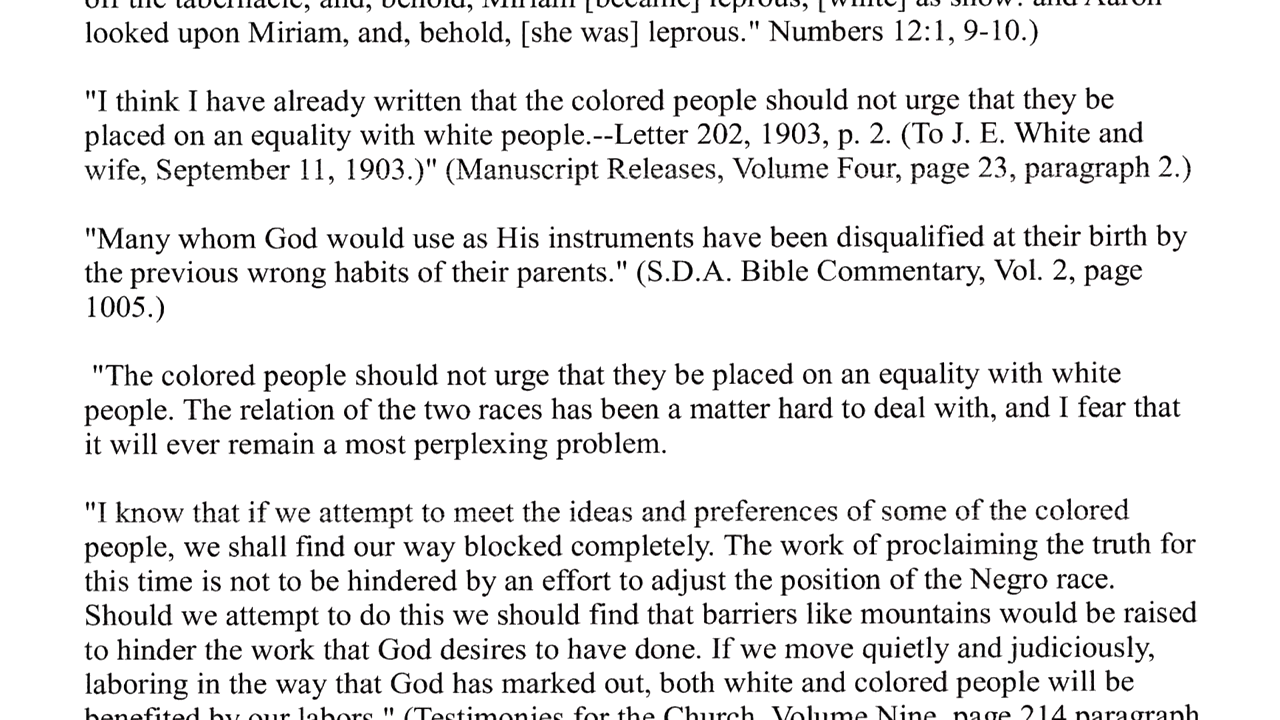 off the tabernacle; and, behold, Miriam [became] leprous, [white] as snow: and Aaron
looked upon Miriam, and, behold, [she was] leprous." Numbers 12:1, 9-10.)
"I think I have already written that the colored people should not urge that they be
placed on an equality with white people.--Letter 202, 1903, p. 2. (To J. E. White and
wife, September 11, 1903.)" (Manuscript Releases, Volume Four, page 23, paragraph 2.)
"Many whom God would use as His instruments have been disqualified at their birth by
the previous wrong habits of their parents." (S.D.A. Bible Commentary, Vol. 2, page
1005.)
"The colored people should not urge that they be placed on an equality with white
people. The relation of the two races has been a matter hard to deal with, and I fear that
it will ever remain a most perplexing problem.
"I know that if we attempt to meet the ideas and preferences of some of the colored
people, we shall find our way blocked completely. The work of proclaiming the truth for
this time is not to be hindered by an effort to adjust the position of the Negro race.
Should we attempt to do this we should find that barriers like mountains would be raised
to hinder the work that God desires to have done. If we move quietly and judiciously,
laboring in the way that God has marked out, both white and colored people will be
benefited by our labors." (Testimonies for the Church, Volume Nine, page 214 paragraph